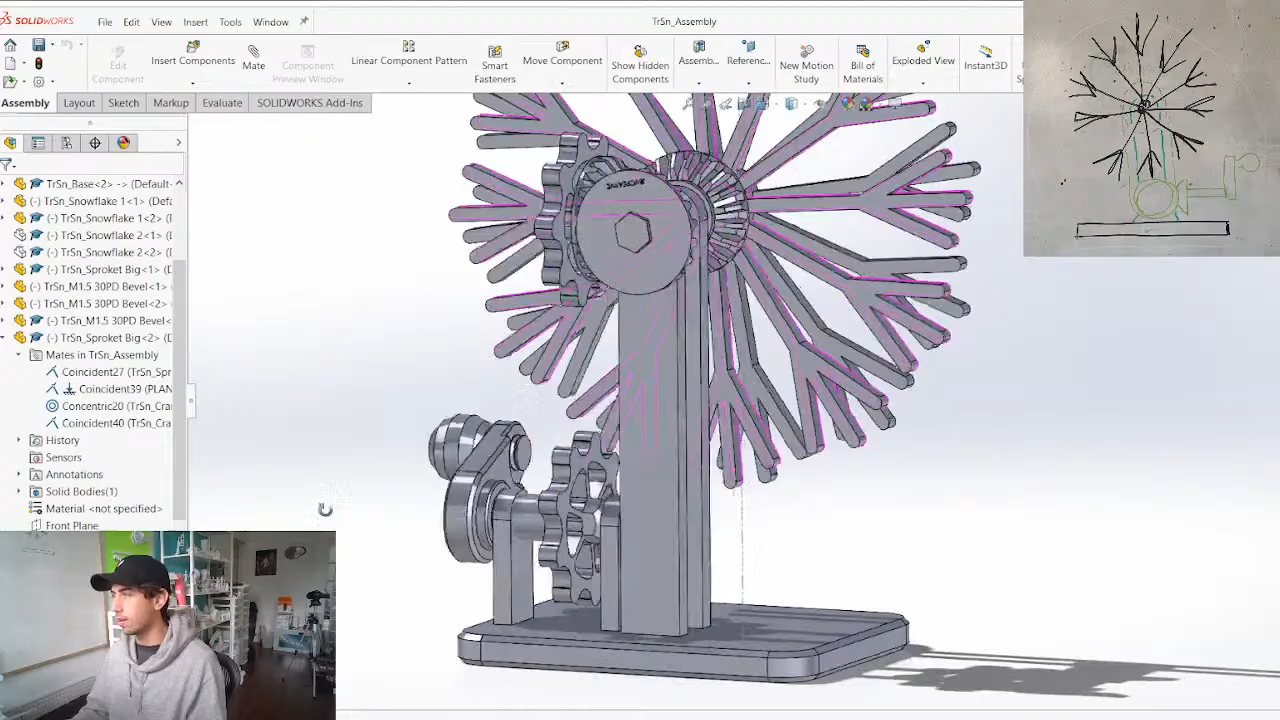 SOLIDWORKS
File Edit View Insert Tools Window
TrSn_Assembly
Edit Component
Insert Components
Mate
Component Preview Window
Linear Component Pattern
Smart Fasteners
Move Component
Show Hidden Components
Assemb...
Referenc...
New Motion Study
Bill of Materials
Exploded View
Instant3D
Assembly Layout Sketch Markup Evaluate SOLIDWORKS Add-Ins
TrSn_Base<2> -> (Default-
(-) TrSn_Snowflake 1<1> (Defa
(-) TrSn_Snowflake 1<2> (
(-) TrSn_Snowflake 2<1> (
(-) TrSn_Snowflake 2<2> (
(-) TrSn_Sproket Big<1> (D
(-) TrSn_M1.5 30PD Bevel<1>
(-) TrSn_M1.5 30PD Bevel<2>
(-) TrSn_M1.5 30PD Bevel<
(-) TrSn_Sproket Big<2> (D
Mates in TrSn_Assembly
Coincident27 (TrSn_Spr
Coincident39 (PLAN
Concentric20 (TrSn_Cra
Coincident40 (TrSn_Cra
History
Sensors
Annotations
Solid Bodies(1)
Material <not specified>
Front Plane